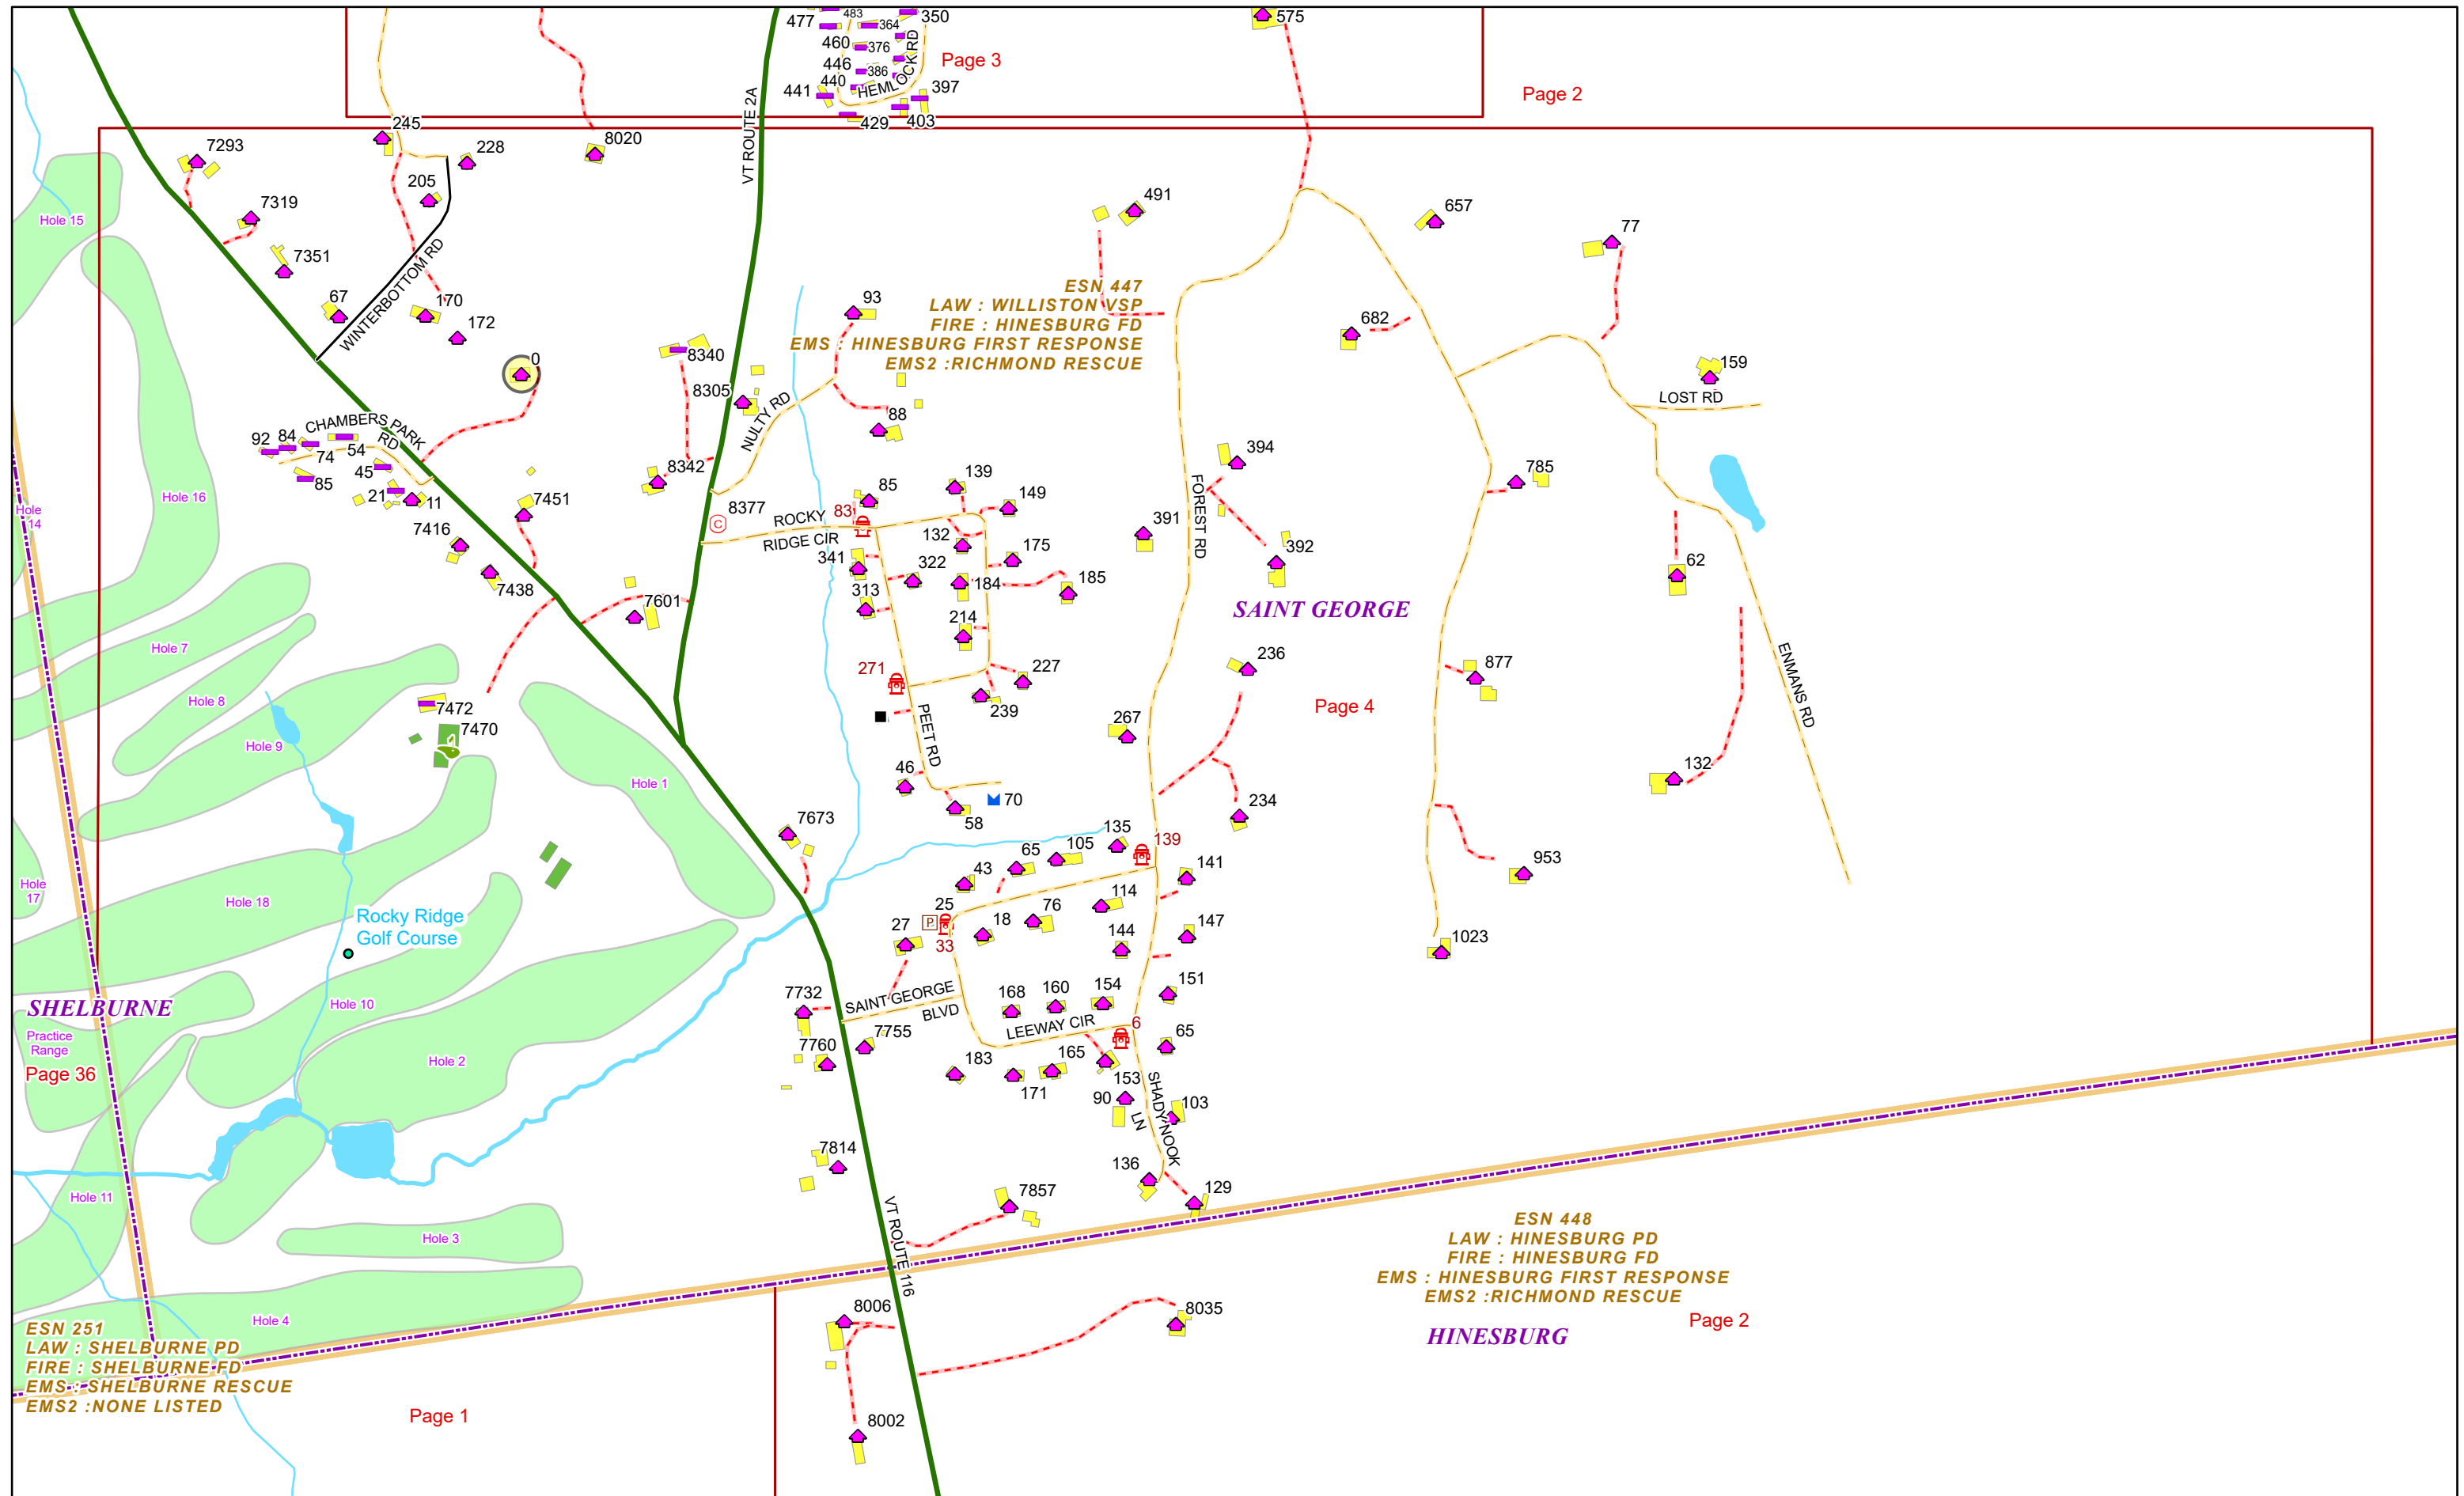 483
350
477
364
575
460
376
446
386
440
HEMLOCK RD
441
397
429
403
Page 3
Page 2
VT ROUTE 2A
245
7293
228
8020
205
7319
7351
67
170
172
WINTERBOTTOM RD
0
Hole 15
Hole 16
Hole
14
491
657
77
ESN 447
LAW : WILLISTON VSP
FIRE : HINESBURG FD
EMS : HINESBURG FIRST RESPONSE
EMS2 :RICHMOND RESCUE
93
682
159
LOST RD
8340
8305
NULTY RD
88
CHAMBERS PARK
RD
92
84
74
54
45
85
21
11
7416
7451
7438
8342
8377
C
ROCKY
RIDGE CIR
83
85
139
149
132
175
341
322
184
185
313
214
394
391
392
FOREST RD
785
62
7601
SAINT GEORGE
271
227
239
PEET RD
236
Page 4
877
ENMANS RD
267
46
58
70
234
132
Hole 7
Hole 8
Hole 9
7472
7470
Hole 1
7673
135
139
105
65
43
141
953
114
76
25
P
33
27
18
147
144
1023
Hole
17
Hole 18
Rocky Ridge
Golf Course
SHELBURNE
Practice
Range
Page 36
Hole 10
Hole 2
7732
SAINT GEORGE
BLVD
7755
7760
168
160
154
151
LEEWAY CIR
6
65
183
171
165
153
90
103
SHADY NOOK
LN
7814
136
129
7857
Hole 11
Hole 3
Hole 4
VT ROUTE 116
ESN 448
LAW : HINESBURG PD
FIRE : HINESBURG FD
EMS : HINESBURG FIRST RESPONSE
EMS2 :RICHMOND RESCUE
Page 2
HINESBURG
8006
8035
ESN 251
LAW : SHELBURNE PD
FIRE : SHELBURNE FD
EMS : SHELBURNE RESCUE
EMS2 :NONE LISTED
Page 1
8002